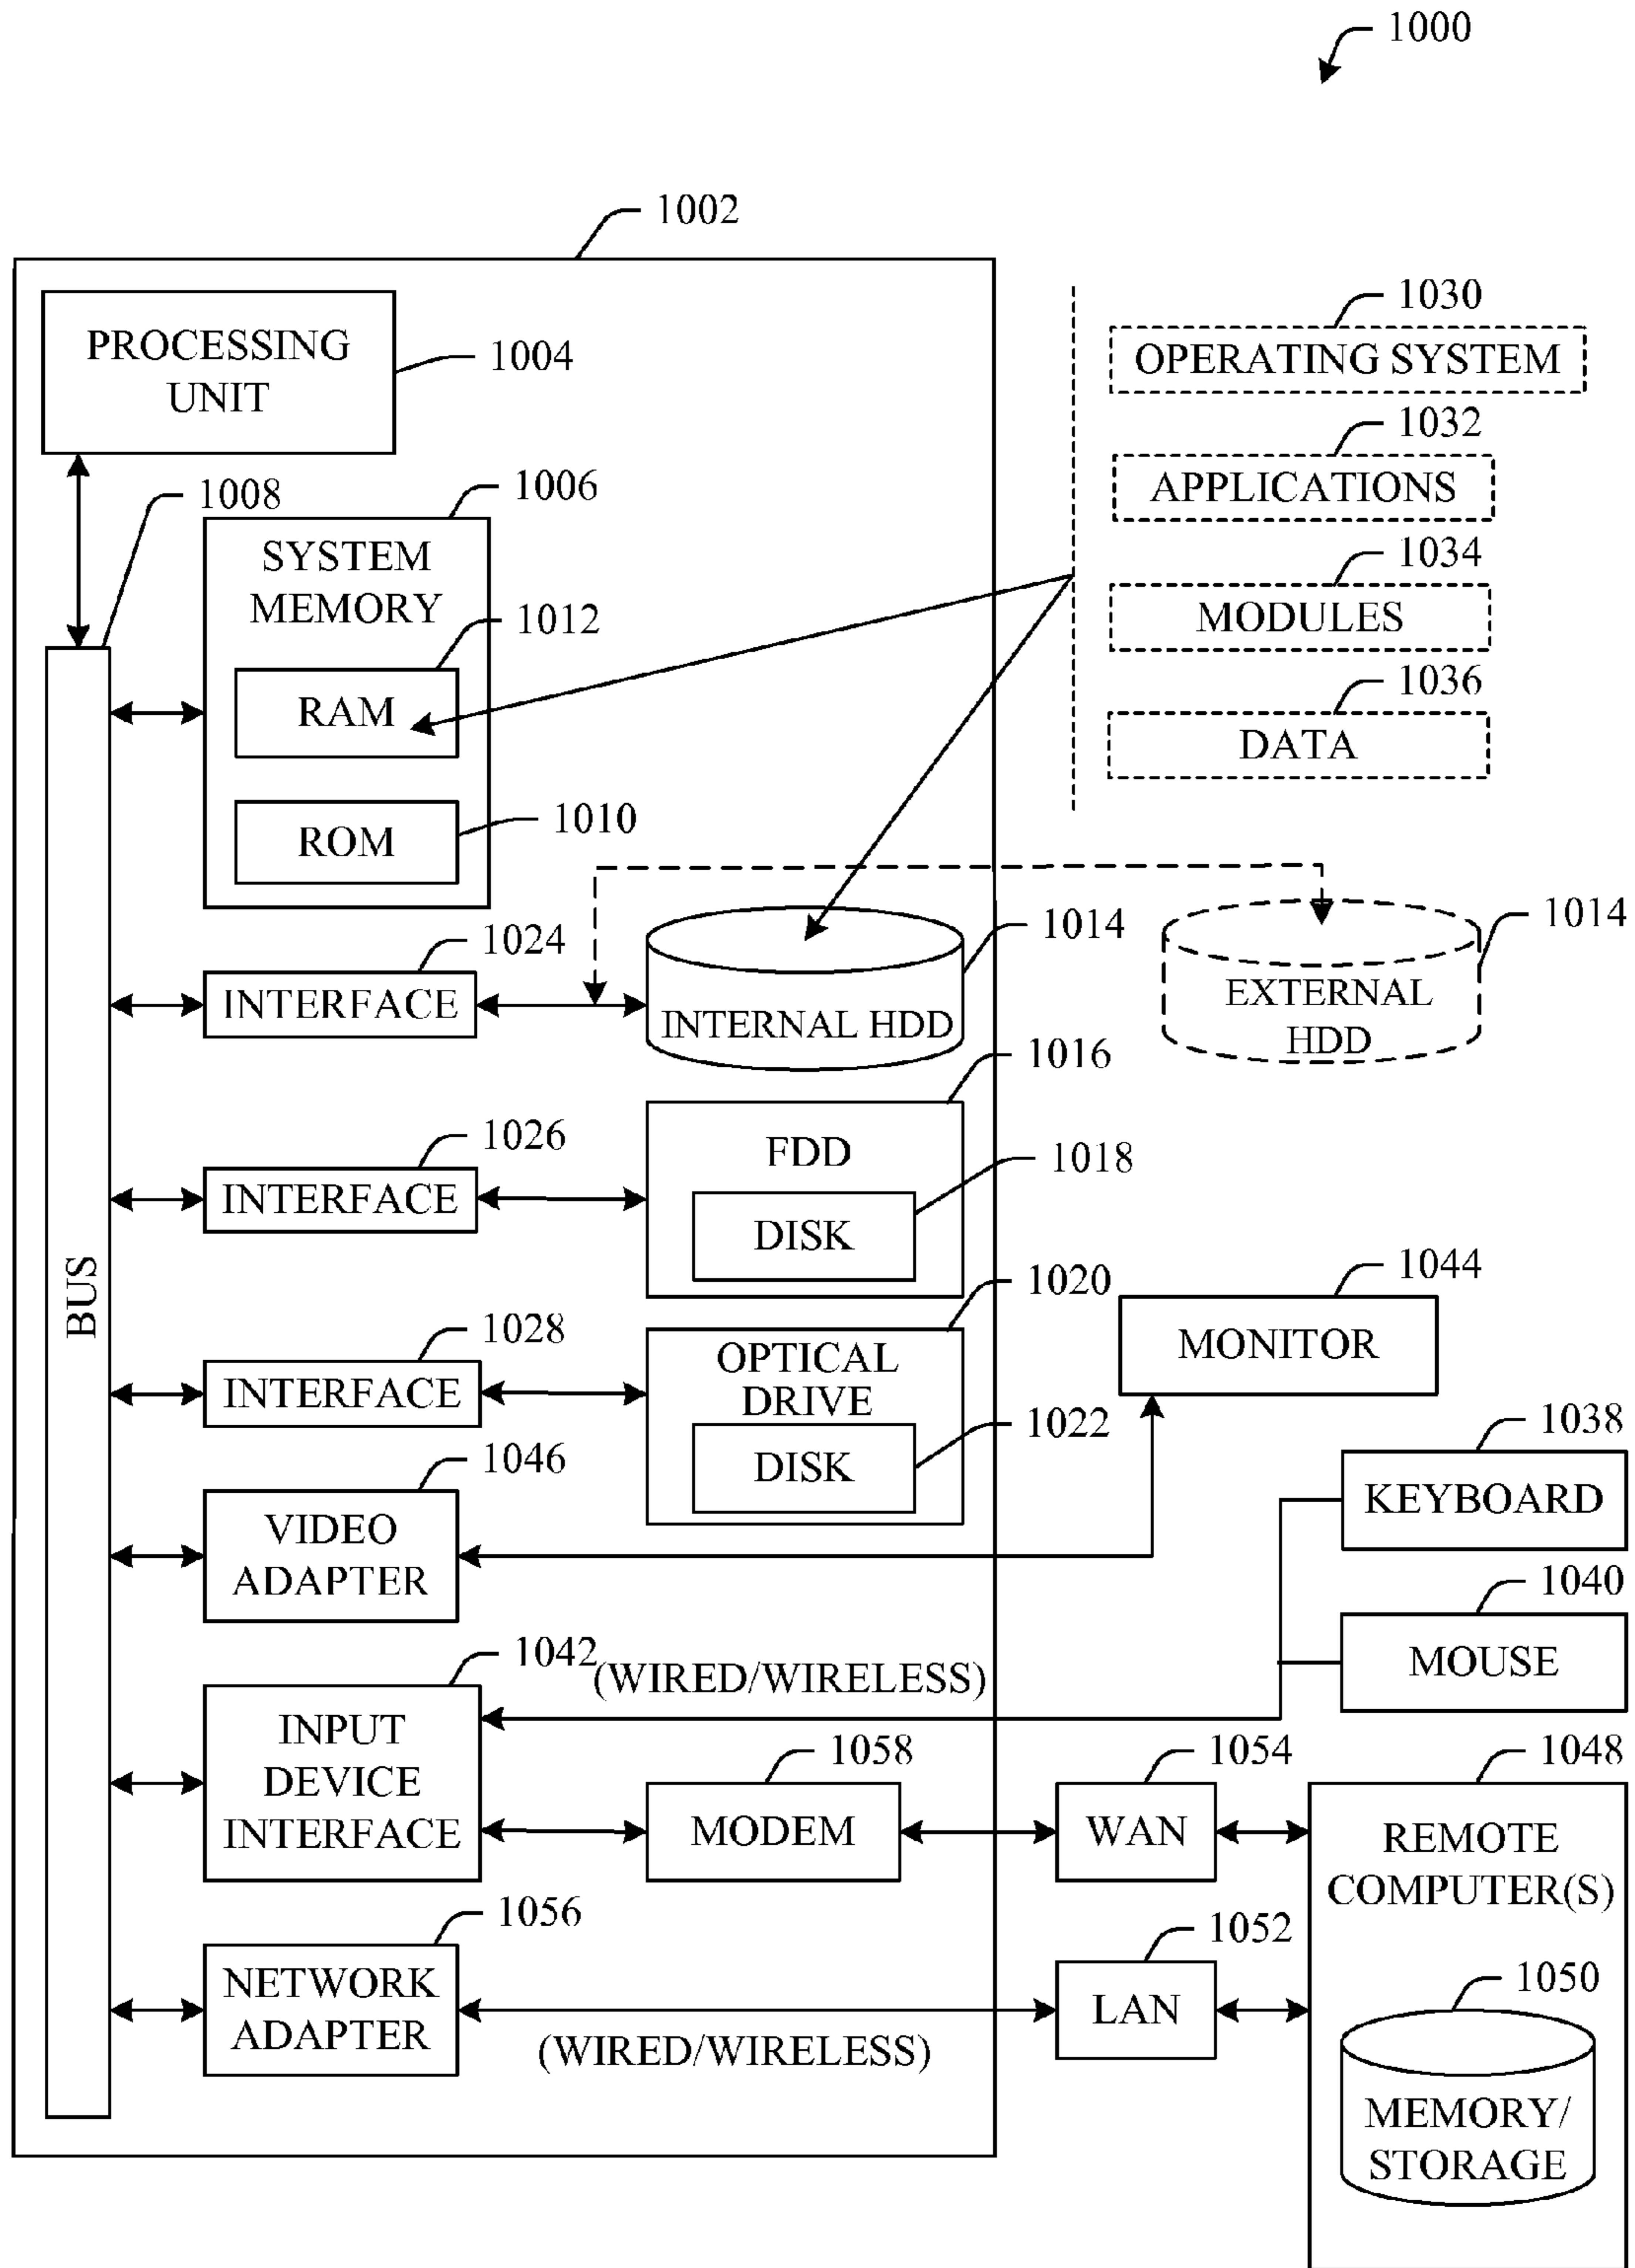 1000
1002
PROCESSING
UNIT
1004
1030
OPERATING SYSTEM
1032
APPLICATIONS
1034
MODULES
1036
DATA
1008
1006
SYSTEM
MEMORY
1012
RAM
1010
ROM
1024
INTERFACE
1014
INTERNAL HDD
1014
EXTERNAL
HDD
1016
FDD
1018
DISK
1026
INTERFACE
BUS
1020
OPTICAL
DRIVE
1022
DISK
1028
INTERFACE
1044
MONITOR
1046
VIDEO
ADAPTER
1038
KEYBOARD
1040
MOUSE
1042
(WIRED/WIRELESS)
INPUT
DEVICE
INTERFACE
1058
MODEM
1054
WAN
1048
REMOTE
COMPUTER(S)
1056
NETWORK
ADAPTER
(WIRED/WIRELESS)
1052
LAN
1050
MEMORY/
STORAGE